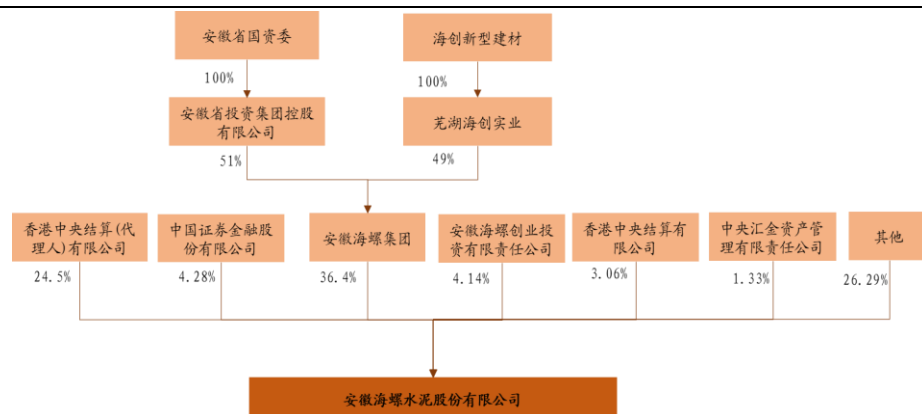 安徽省国资委
海创新型建材
100%
100%
安徽省投资集团控股
有限公司
芜湖海创实业
51%
49%
香港中央结算(代
理人)有限公司
中国证券金融股
份有限公司
安徽海螺集团
安徽海螺创业投
资有限责任公司
香港中央结算有
限公司
中央汇金资产管
理有限责任公司
其他
24.5%
4.28%
36.4%
4.14%
3.06%
1.33%
26.29%
安徽海螺水泥股份有限公司